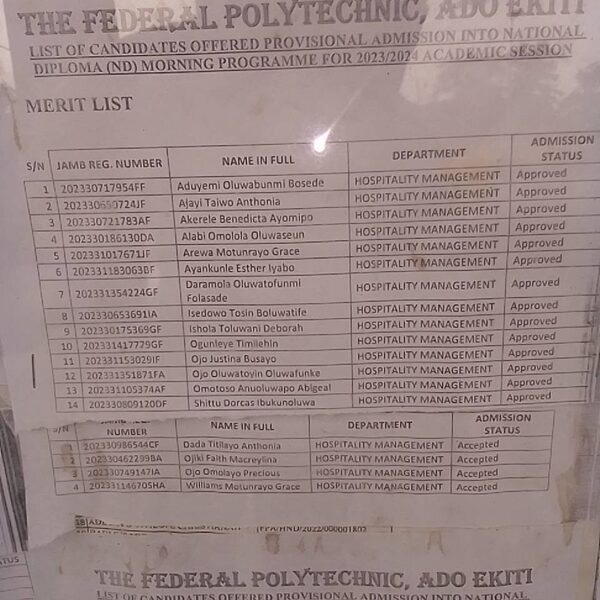 THE FEDERAL POLYTECHNIC, ADO EKITI
LIST OF CANDIDATES OFFERED PROVISIONAL ADMISSION INTO NATIONAL
DIPLOMA (ND) MORNING PROGRAMME FOR 2023/2024 ACADEMIC SESSION
MERIT LIST
S/N JAMB REG. NUMBER NAME IN FULL DEPARTMENT ADMISSION STATUS
1 202330717954FF Aduyemi Oluwabunmi Bosede HOSPITALITY MANAGEMENT Approved
2 202330650724JF Ajayi Taiwo Anthonia HOSPITALITY MANAGEMENT Approved
3 202330721783AF Akerele Benedicta Ayomipo HOSPITALITY MANAGEMENT Approved
4 202330186130DA Alabi Omolola Oluwaseun HOSPITALITY MANAGEMENT Approved
5 202331017671JF Arewa Motunrayo Grace HOSPITALITY MANAGEMENT Approved
6 202331183063BF Ayankunle Esther Iyabo HOSPITALITY MANAGEMENT Approved
7 202331354224GF Daramola Oluwatofunmi Folasade HOSPITALITY MANAGEMENT Approved
8 202330653691IA Isedowo Tosin Boluwatife HOSPITALITY MANAGEMENT Approved
9 202330175369GF Ishola Toluwani Deborah HOSPITALITY MANAGEMENT Approved
10 202331417779GF Ogunleye Timilehin HOSPITALITY MANAGEMENT Approved
11 202331153029IF Ojo Justina Busayo HOSPITALITY MANAGEMENT Approved
12 202331351871FA Ojo Oluwatoyin Oluwafunke HOSPITALITY MANAGEMENT Approved
13 202331105374AF Omotoso Anuoluwapo Abigeal HOSPITALITY MANAGEMENT Approved
14 202330809120DF Shittu Dorcas Ibukunoluwa HOSPITALITY MANAGEMENT Approved
S/N NUMBER NAME IN FULL DEPARTMENT ADMISSION STATUS
1 202330986544CF Dada Titilayo Anthonia HOSPITALITY MANAGEMENT Accepted
2 202330462299BA Ojiki Faith Macreylina HOSPITALITY MANAGEMENT Accepted
3 202330749147IA Ojo Omolayo Precious HOSPITALITY MANAGEMENT Accepted
4 202331146705HA Williams Motunrayo Grace HOSPITALITY MANAGEMENT Accepted
THE FEDERAL POLYTECHNIC, ADO EKITI
LIST OF CANDIDATES OFFERED PROVISIONAL ADMISSION INTO NATIONAL